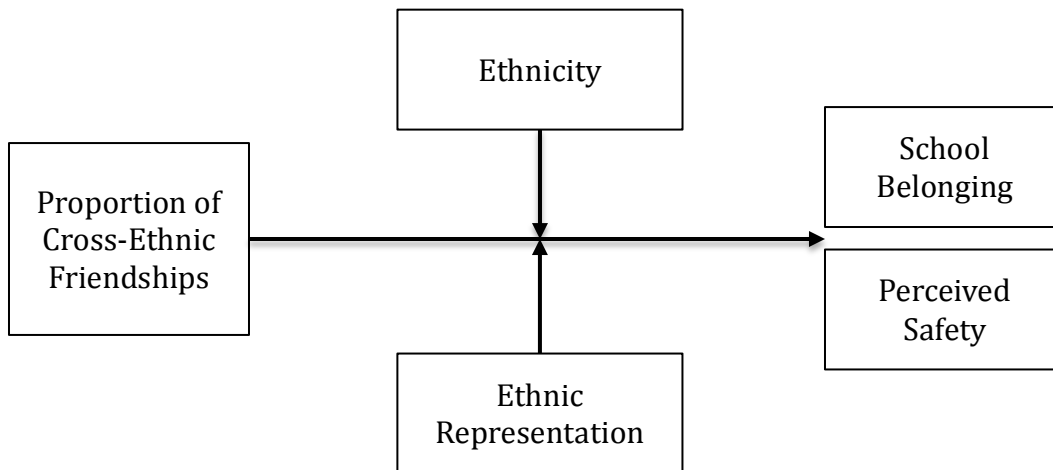 Ethnicity
Proportion of
Cross-Ethnic
Friendships
School
Belonging
Perceived
Safety
Ethnic
Representation